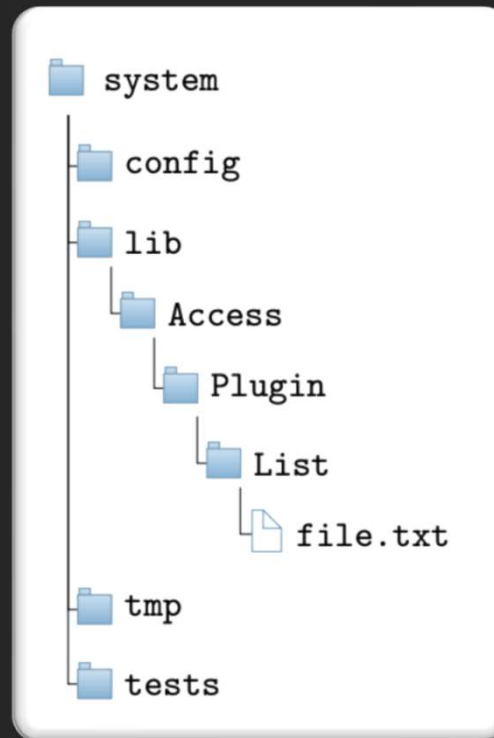 system
config
lib
Access
Plugin
List
file.txt
tmp
tests